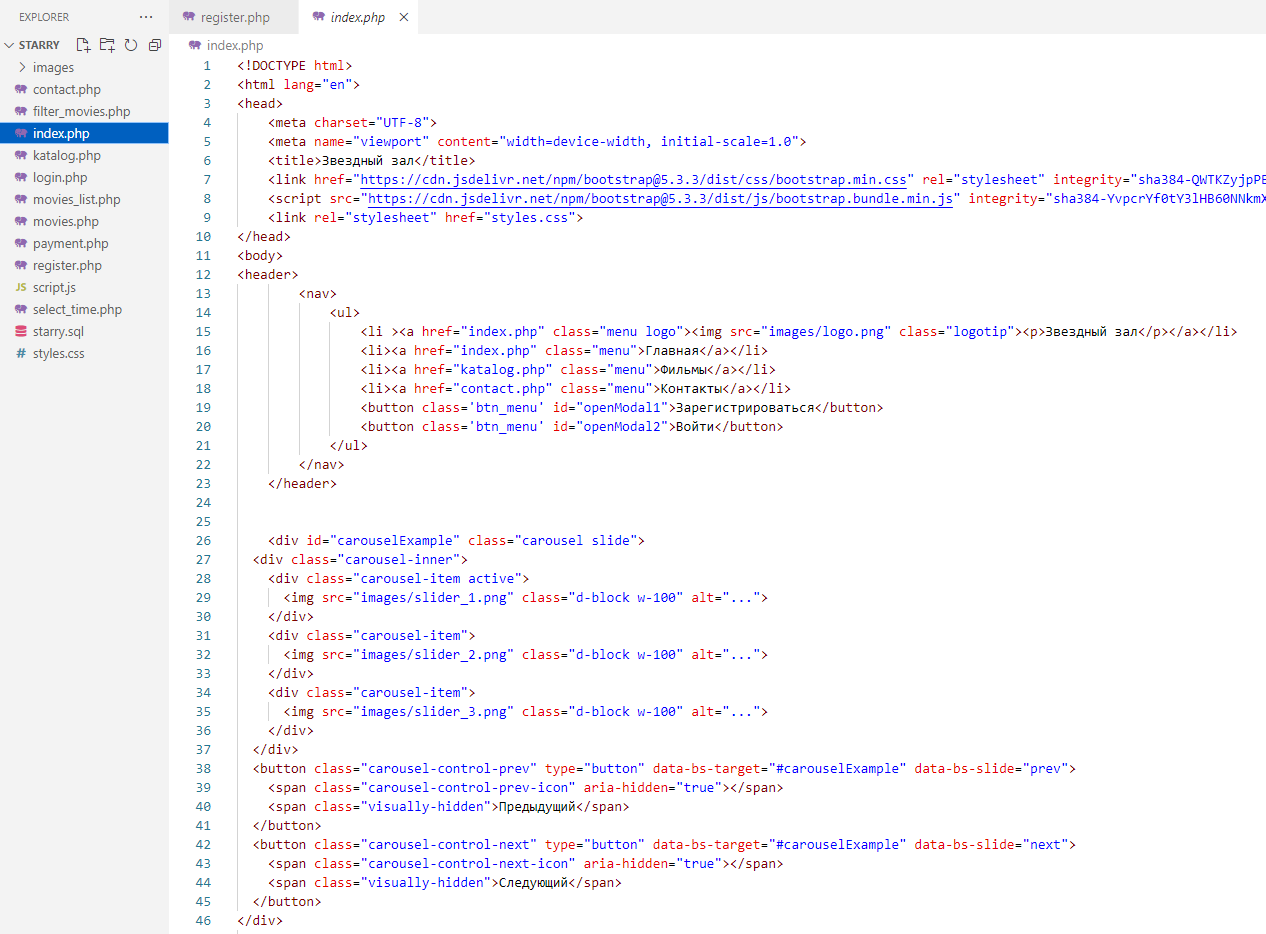 EXPLORER
STARRY
images
contact.php
filter_movies.php
index.php
katalog.php
login.php
movies_list.php
movies.php
payment.php
register.php
JS script.js
select_time.php
starry.sql
# styles.css
register.php index.php
index.php
1 <!DOCTYPE html>
2 <html lang="en">
3 <head>
4 <meta charset="UTF-8">
5 <meta name="viewport" content="width=device-width, initial-scale=1.0">
6 <title>Звездный зал</title>
7 <link href="https://cdn.jsdelivr.net/npm/bootstrap@5.3.3/dist/css/bootstrap.min.css" rel="stylesheet" integrity="sha384-QWTKZyjpPE
8 <script src="https://cdn.jsdelivr.net/npm/bootstrap@5.3.3/dist/js/bootstrap.bundle.min.js" integrity="sha384-YvpcrYf0tY3lHB60NNkmX
9 <link rel="stylesheet" href="styles.css">
10 </head>
11 <body>
12 <header>
13 <nav>
14 <ul>
15 <li ><a href="index.php" class="menu logo"><img src="images/logo.png" class="logotip"><p>Звездный зал</p></a></li>
16 <li><a href="index.php" class="menu">Главная</a></li>
17 <li><a href="katalog.php" class="menu">Фильмы</a></li>
18 <li><a href="contact.php" class="menu">Контакты</a></li>
19 <button class='btn_menu' id="openModal1">Зарегистрироваться</button>
20 <button class='btn_menu' id="openModal2">Войти</button>
21 </ul>
22 </nav>
23 </header>
24
25
26 <div id="carouselExample" class="carousel slide">
27 <div class="carousel-inner">
28 <div class="carousel-item active">
29 <img src="images/slider_1.png" class="d-block w-100" alt="...">
30 </div>
31 <div class="carousel-item">
32 <img src="images/slider_2.png" class="d-block w-100" alt="...">
33 </div>
34 <div class="carousel-item">
35 <img src="images/slider_3.png" class="d-block w-100" alt="...">
36 </div>
37 </div>
38 <button class="carousel-control-prev" type="button" data-bs-target="#carouselExample" data-bs-slide="prev">
39 <span class="carousel-control-prev-icon" aria-hidden="true"></span>
40 <span class="visually-hidden">Предыдущий</span>
41 </button>
42 <button class="carousel-control-next" type="button" data-bs-target="#carouselExample" data-bs-slide="next">
43 <span class="carousel-control-next-icon" aria-hidden="true"></span>
44 <span class="visually-hidden">Следующий</span>
45 </button>
46 </div>